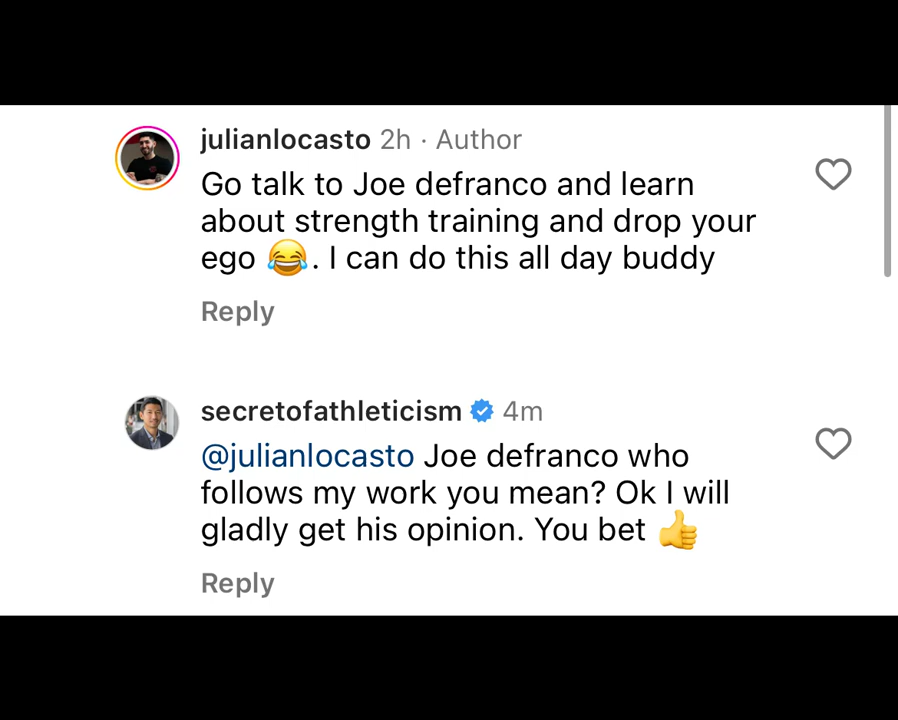 julianlocasto 2h · Author
Go talk to Joe defranco and learn
about strength training and drop your
ego 😂. I can do this all day buddy
Reply
secretofathleticism 4m
@julianlocasto Joe defranco who
follows my work you mean? Ok I will
gladly get his opinion. You bet 👍
Reply